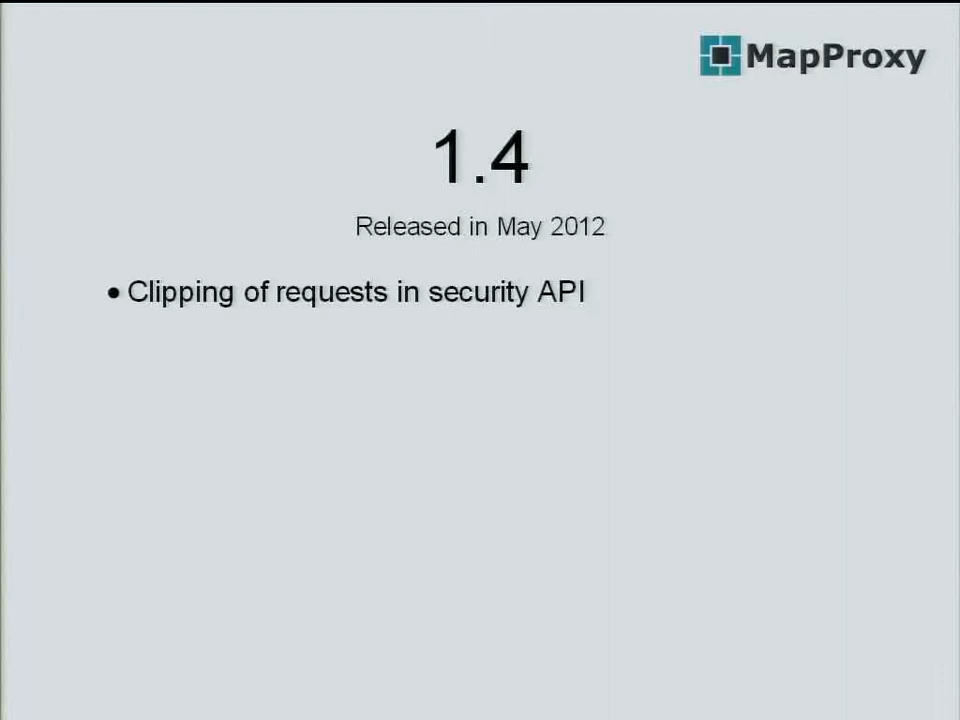 MapProxy
1.4
Released in May 2012
• Clipping of requests in security API